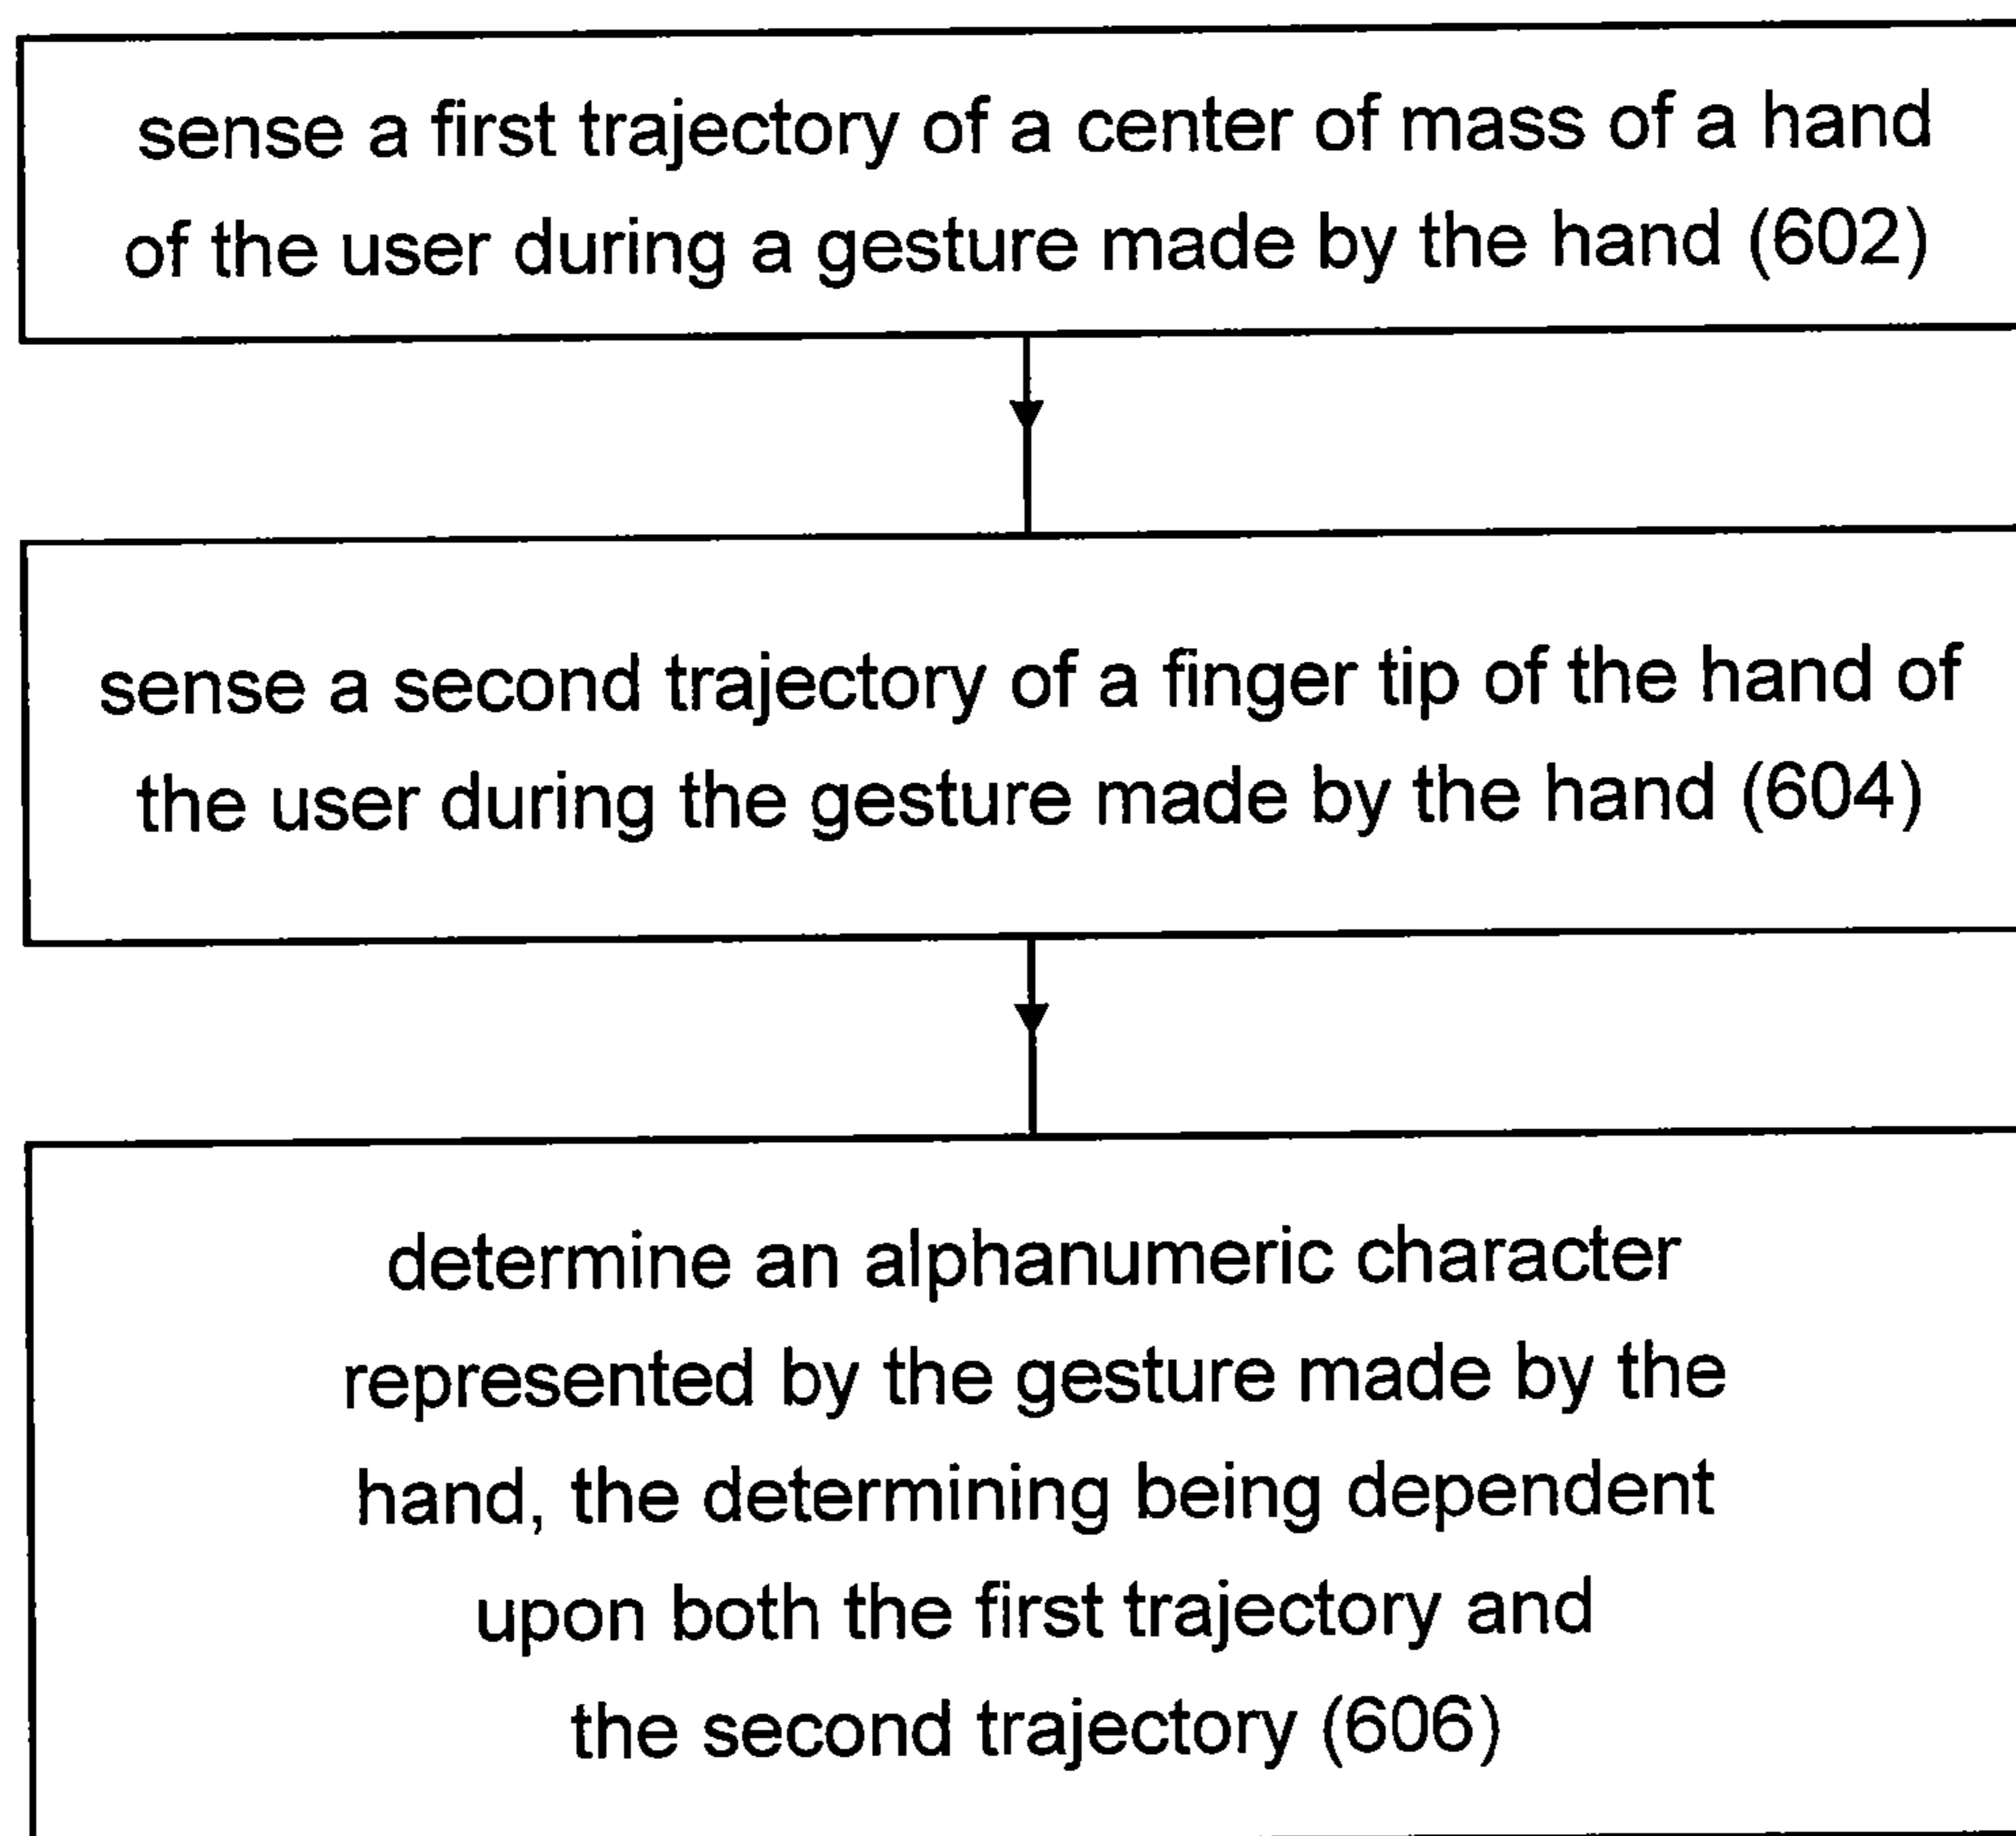 sense a first trajectory of a center of mass of a hand
of the user during a gesture made by the hand (602)
sense a second trajectory of a finger tip of the hand of
the user during the gesture made by the hand (604)
determine an alphanumeric character
represented by the gesture made by the
hand, the determining being dependent
upon both the first trajectory and
the second trajectory (606)